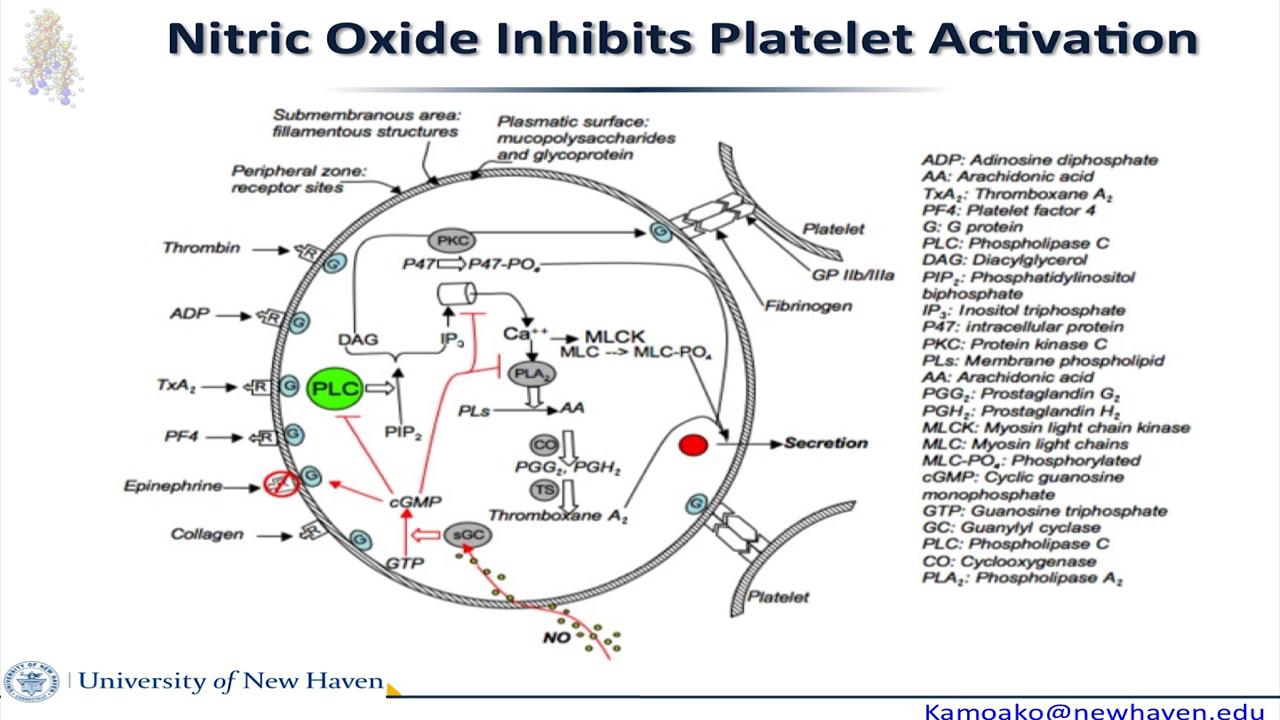 Nitric Oxide Inhibits Platelet Activation
Submembranous area:
fillamentous structures
Plasmatic surface:
mucopolysaccharides
and glycoprotein
Peripheral zone:
receptor sites
Thrombin
R
G
ADP
R
G
TxA2
R
G
PF4
R
G
Epinephrine
G
Collagen
R
G
PKC
P47 P47-PO4
G
Platelet
GP IIb/IIIa
Fibrinogen
DAG
IP3
Ca++
MLCK
MLC --> MLC-PO4
PLC
PLA2
PLs
AA
PIP2
CO
PGG2, PGH2
TS
Thromboxane A2
Secretion
cGMP
sGC
GTP
G
Platelet
NO
ADP: Adinosine diphosphate
AA: Arachidonic acid
TxA2: Thromboxane A2
PF4: Platelet factor 4
G: G protein
PLC: Phospholipase C
DAG: Diacylglycerol
PIP2: Phosphatidylinositol
biphosphate
IP3: Inositol triphosphate
P47: intracellular protein
PKC: Protein kinase C
PLs: Membrane phospholipid
AA: Arachidonic acid
PGG2: Prostaglandin G2
PGH2: Prostaglandin H2
MLCK: Myosin light chain kinase
MLC: Myosin light chains
MLC-PO4: Phosphorylated
cGMP: Cyclic guanosine
monophosphate
GTP: Guanosine triphosphate
GC: Guanylyl cyclase
PLC: Phospholipase C
CO: Cyclooxygenase
PLA2: Phospholipase A2
University of New Haven
Kamoako@newhaven.edu